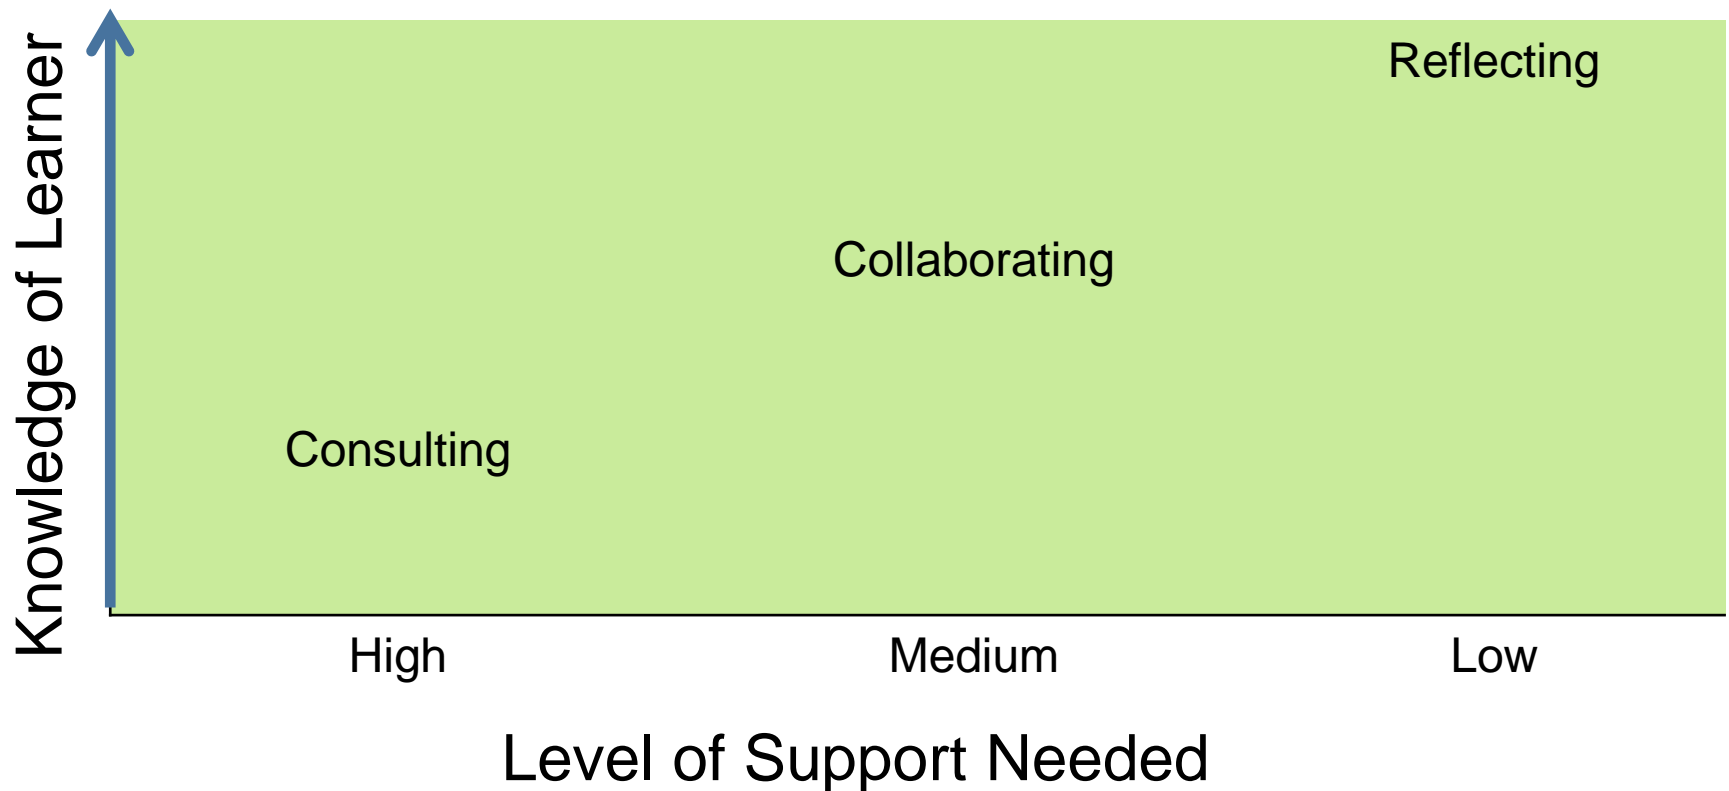 Knowledge of Learner
Reflecting
Collaborating
Consulting
High
Medium
Low
Level of Support Needed